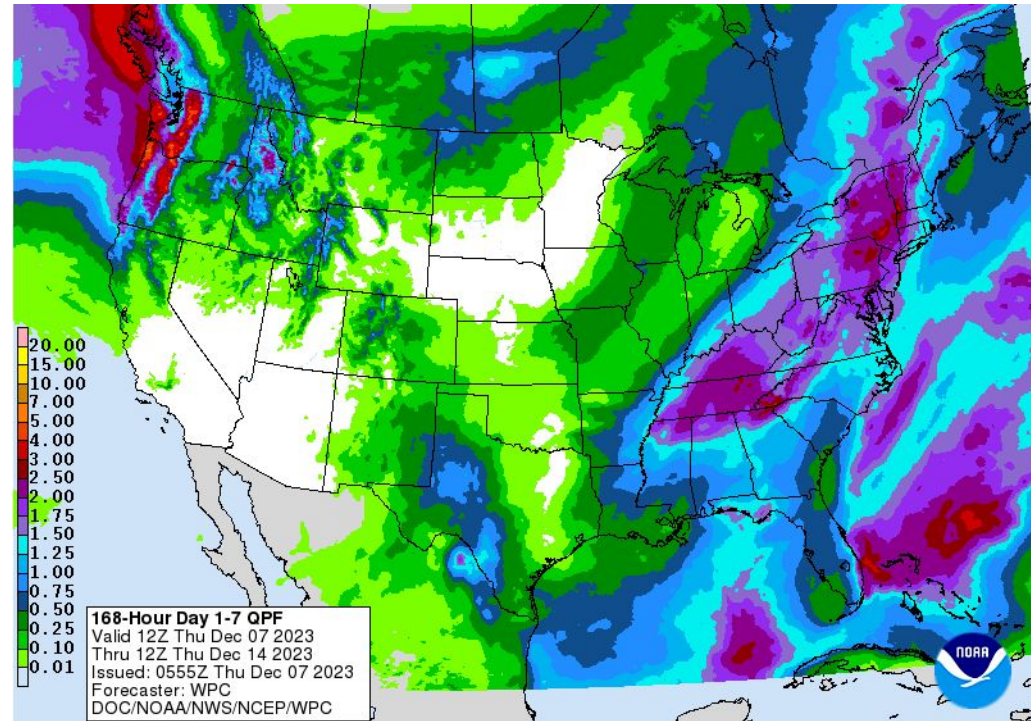 20.00
15.00
10.00
7.00
5.00
4.00
3.00
2.50
2.00
1.75
1.50
1.25
1.00
0.75
0.50
0.25
0.10
0.01
168-Hour Day 1-7 QPF
Valid 12Z Thu Dec 07 2023
Thru 12Z Thu Dec 14 2023
Issued: 0555Z Thu Dec 07 2023
Forecaster: WPC
DOC/NOAA/NWS/NCEP/WPC
NOAA